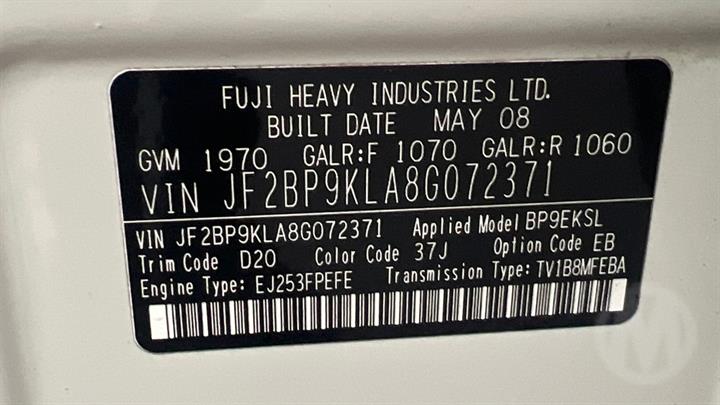 FUJI HEAVY INDUSTRIES LTD.
BUILT DATE MAY 08
GVM 1970 GALR:F 1070 GALR:R 1060
VIN JF2BP9KLA8G072371
VIN JF2BP9KLA8G072371 Applied Model BP9EKSL
Trim Code D20 Color Code 37J Option Code EB
Engine Type: EJ253FPEFE Transmission Type: TV1B8MFEBA
M